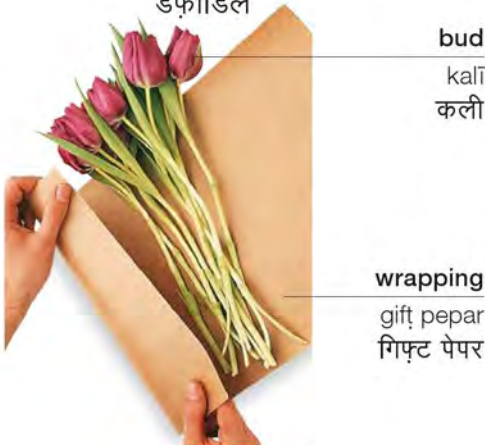 डैफ़ोडिल
bud
kalī
कली
wrapping
gifṭ pepar
गिफ़्ट पेपर